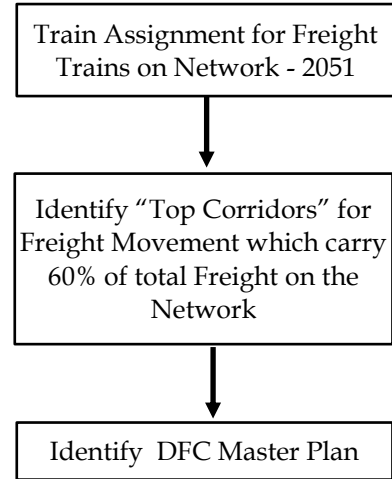 Train Assignment for Freight
Trains on Network - 2051
Identify “Top Corridors” for
Freight Movement which carry
60% of total Freight on the
Network
Identify DFC Master Plan